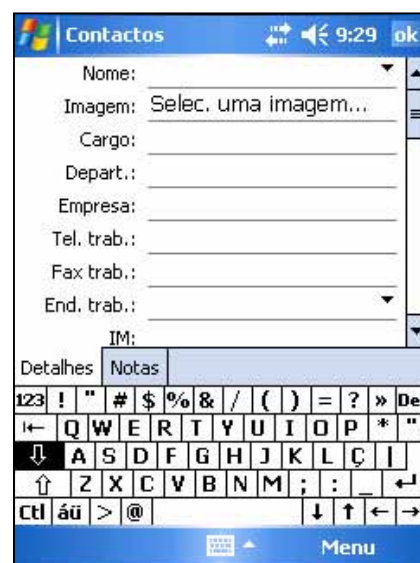 Contactos 9:29 ok
Nome:
Imagem: Selec. uma imagem...
Cargo:
Depart.:
Empresa:
Tel. trab.:
Fax trab.:
End. trab.:
IM:
Detalhes Notas
123 ! " # $ % & / ( ) = ? » De
Q W E R T Y U I O P * "
A S D F G H J K L Ç |
Z X C V B N M ; : _
Ctl áü > @ ↓ ↑ ← →
Menu